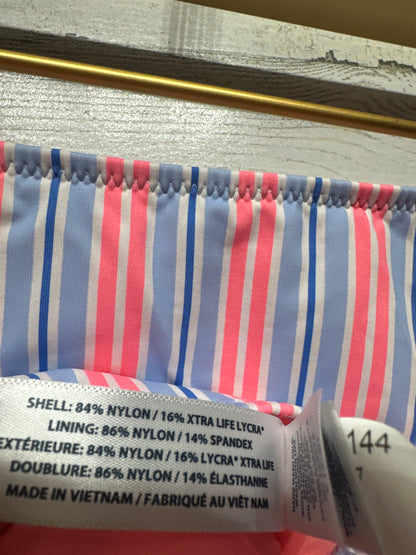 SHELL: 84% NYLON / 16% XTRA LIFE LYCRA®
LINING: 86% NYLON / 14% SPANDEX
EXTÉRIEURE: 84% NYLON / 16% LYCRA® XTRA LIFE
DOUBLURE: 86% NYLON / 14% ÉLASTHANNE
MADE IN VIETNAM / FABRIQUÉ AU VIÊT NAM
144